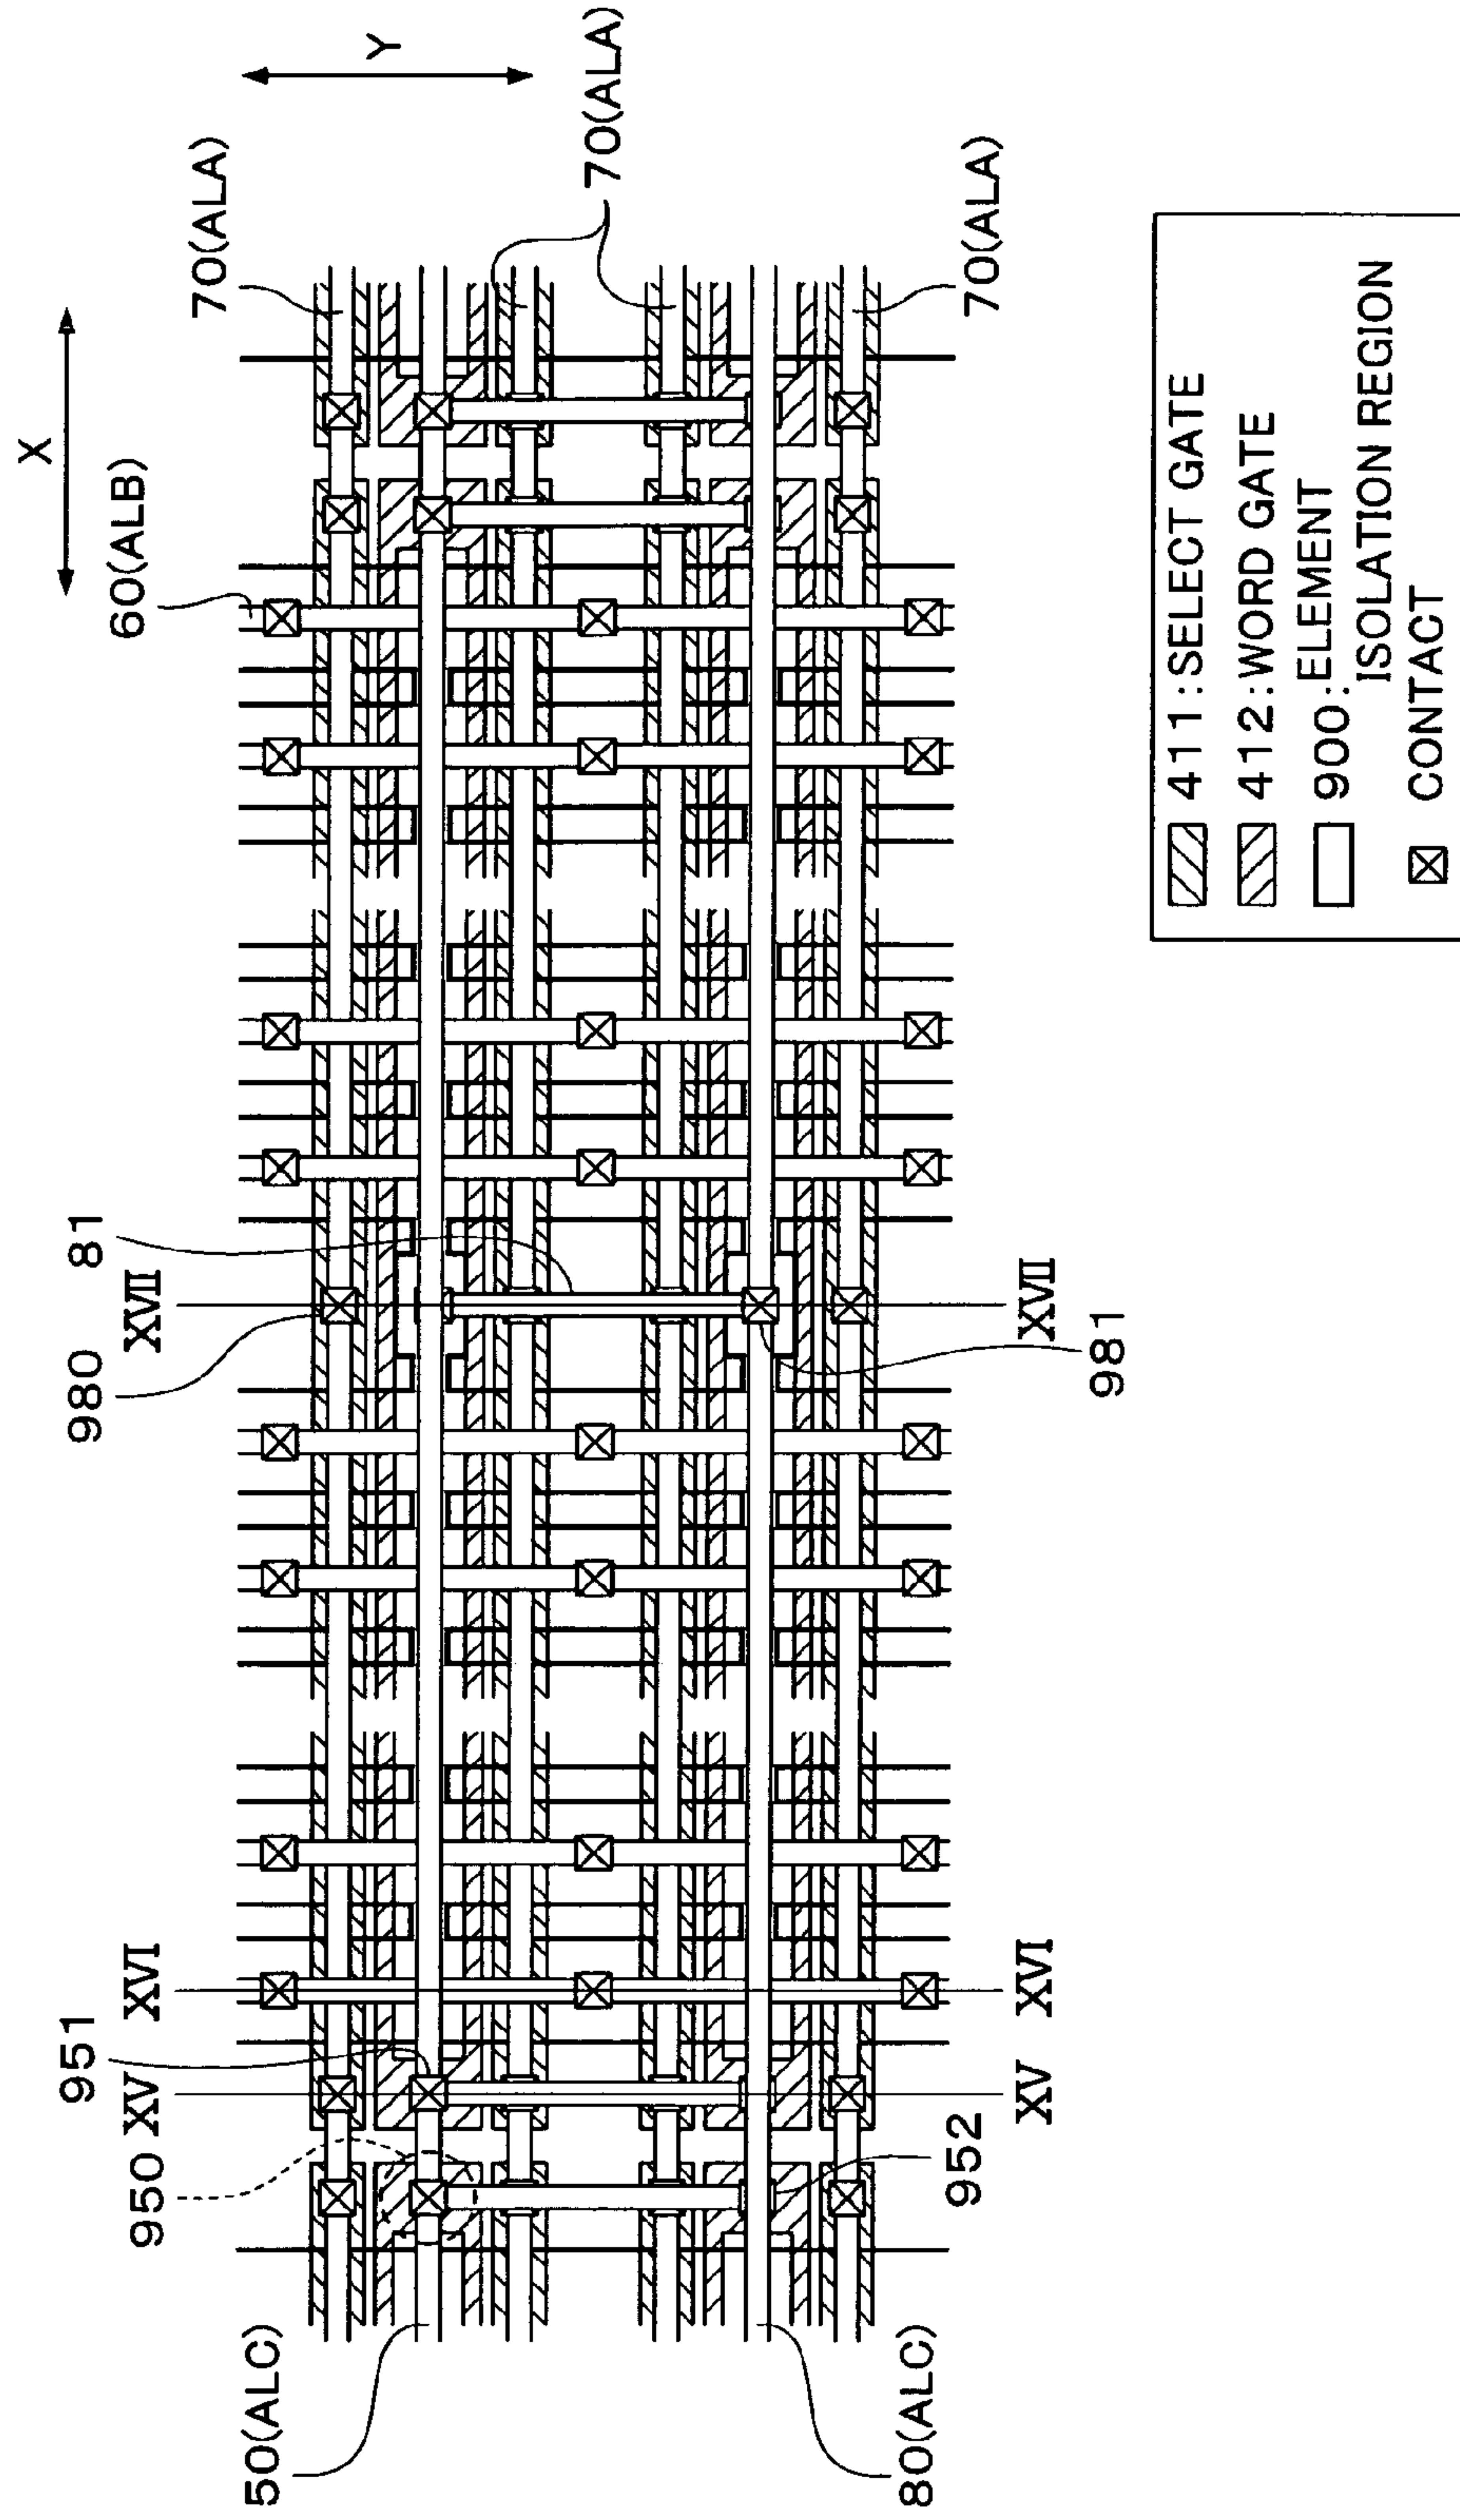 X
Y
60(ALB)
70(ALA)
70(ALA)
70(ALA)
81
980
XVII
XVII
981
951
XVI
XVI
950
XV
XV
952
50(ALC)
80(ALC)
411:SELECT GATE
412:WORD GATE
900:ELEMENT
ISOLATION REGION
CONTACT